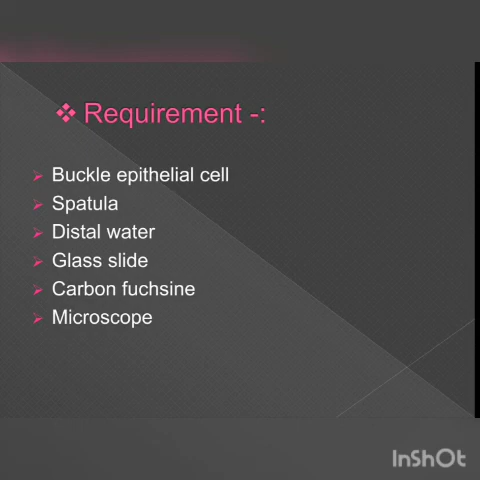 ❖ Requirement -:
➢ Buckle epithelial cell
➢ Spatula
➢ Distal water
➢ Glass slide
➢ Carbon fuchsine
➢ Microscope
InShOt